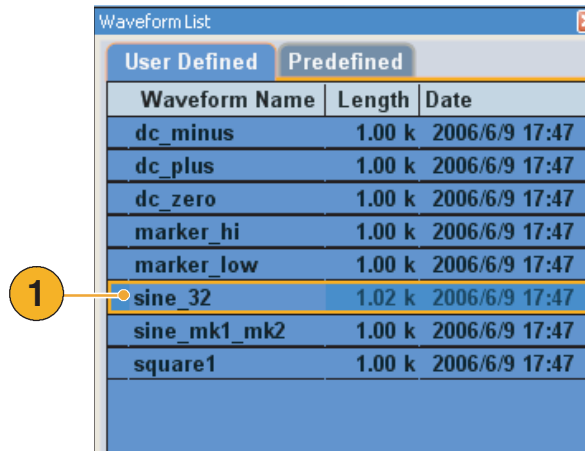 Waveform List
User Defined Predefined
Waveform Name Length Date
dc_minus 1.00 k 2006/6/9 17:47
dc_plus 1.00 k 2006/6/9 17:47
dc_zero 1.00 k 2006/6/9 17:47
marker_hi 1.00 k 2006/6/9 17:47
marker_low 1.00 k 2006/6/9 17:47
1 sine_32 1.02 k 2006/6/9 17:47
sine_mk1_mk2 1.00 k 2006/6/9 17:47
square1 1.00 k 2006/6/9 17:47